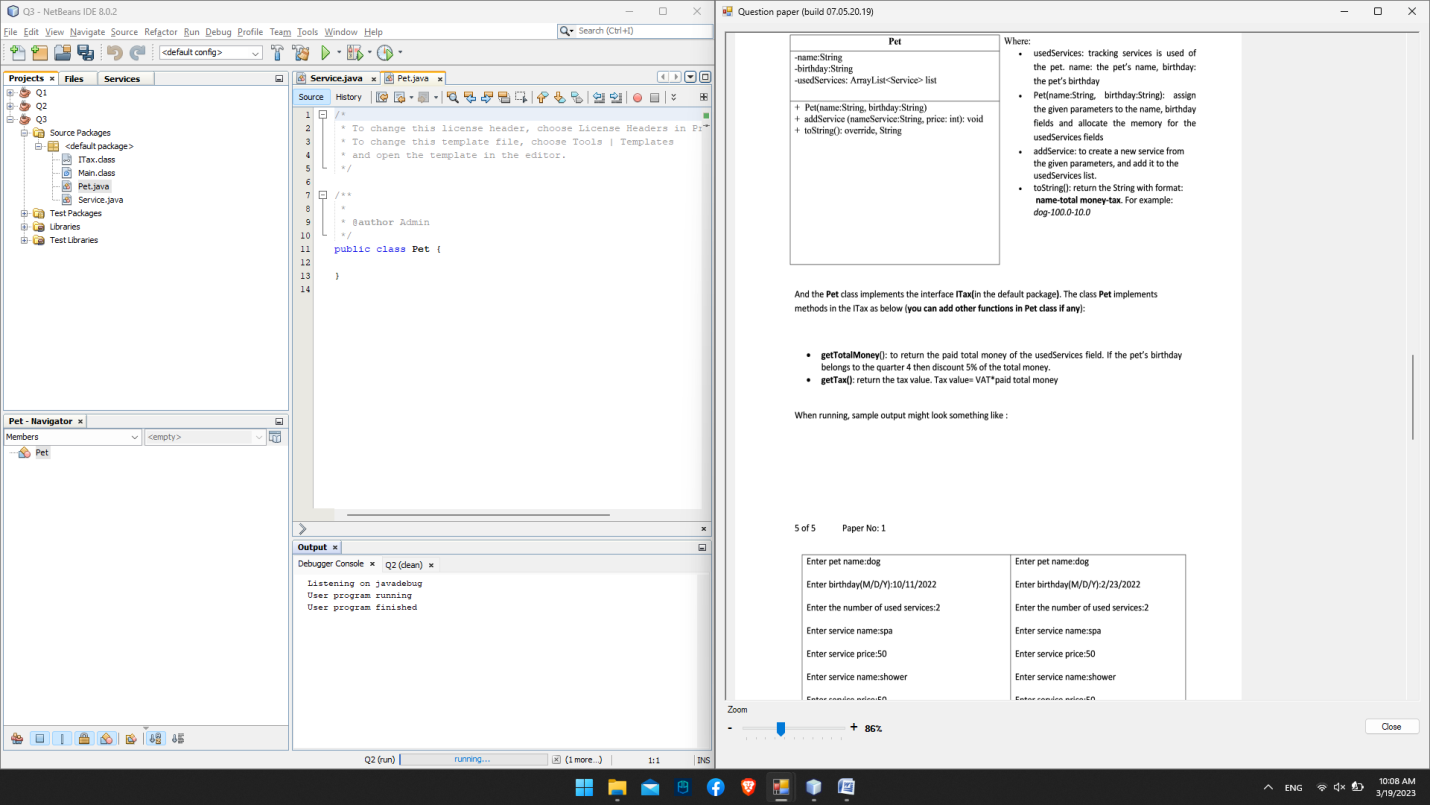 Q3 - NetBeans IDE 8.0.2
File Edit View Navigate Source Refactor Run Debug Profile Team Tools Window Help
Search (Ctrl+I)
<default config>
Projects Files Services
Q1
Q2
Q3
Source Packages
<default package>
ITax.class
Main.class
Pet.java
Service.java
Test Packages
Libraries
Test Libraries
Pet - Navigator
Members
<empty>
Pet
Service.java Pet.java
Source History
1 /*
2 * To change this license header, choose License Headers in Pr
3 * To change this template file, choose Tools | Templates
4 * and open the template in the editor.
5 */
6
7 /**
8 *
9 * @author Admin
10 */
11 public class Pet {
12
13 }
14
Output
Debugger Console Q2 (clean)
Listening on javadebug
User program running
User program finished
Q2 (run) running... (1 more...) 1:1 INS
Question paper (build 07.05.20.19)
Pet
-name:String
-birthday:String
-usedServices: ArrayList<Service> list
+ Pet(name:String, birthday:String)
+ addService (nameService:String, price: int): void
+ toString(): override, String
Where:
• usedServices: tracking services is used of
the pet. name: the pet's name, birthday:
the pet's birthday
• Pet(name:String, birthday:String): assign
the given parameters to the name, birthday
fields and allocate the memory for the
usedServices fields
• addService: to create a new service from
the given parameters, and add it to the
usedServices list.
• toString(): return the String with format:
name-total money-tax. For example:
dog-100.0-10.0
And the Pet class implements the interface ITax(in the default package). The class Pet implements
methods in the ITax as below (you can add other functions in Pet class if any):
• getTotalMoney(): to return the paid total money of the usedServices field. If the pet's birthday
belongs to the quarter 4 then discount 5% of the total money.
• getTax(): return the tax value. Tax value= VAT*paid total money
When running, sample output might look something like :
5 of 5 Paper No: 1
Enter pet name:dog
Enter birthday(M/D/Y):10/11/2022
Enter the number of used services:2
Enter service name:spa
Enter service price:50
Enter service name:shower
Enter service price:50
Enter pet name:dog
Enter birthday(M/D/Y):2/23/2022
Enter the number of used services:2
Enter service name:spa
Enter service price:50
Enter service name:shower
Enter service price:50
Zoom
- + 86%
Close
ENG
10:08 AM
3/19/2023